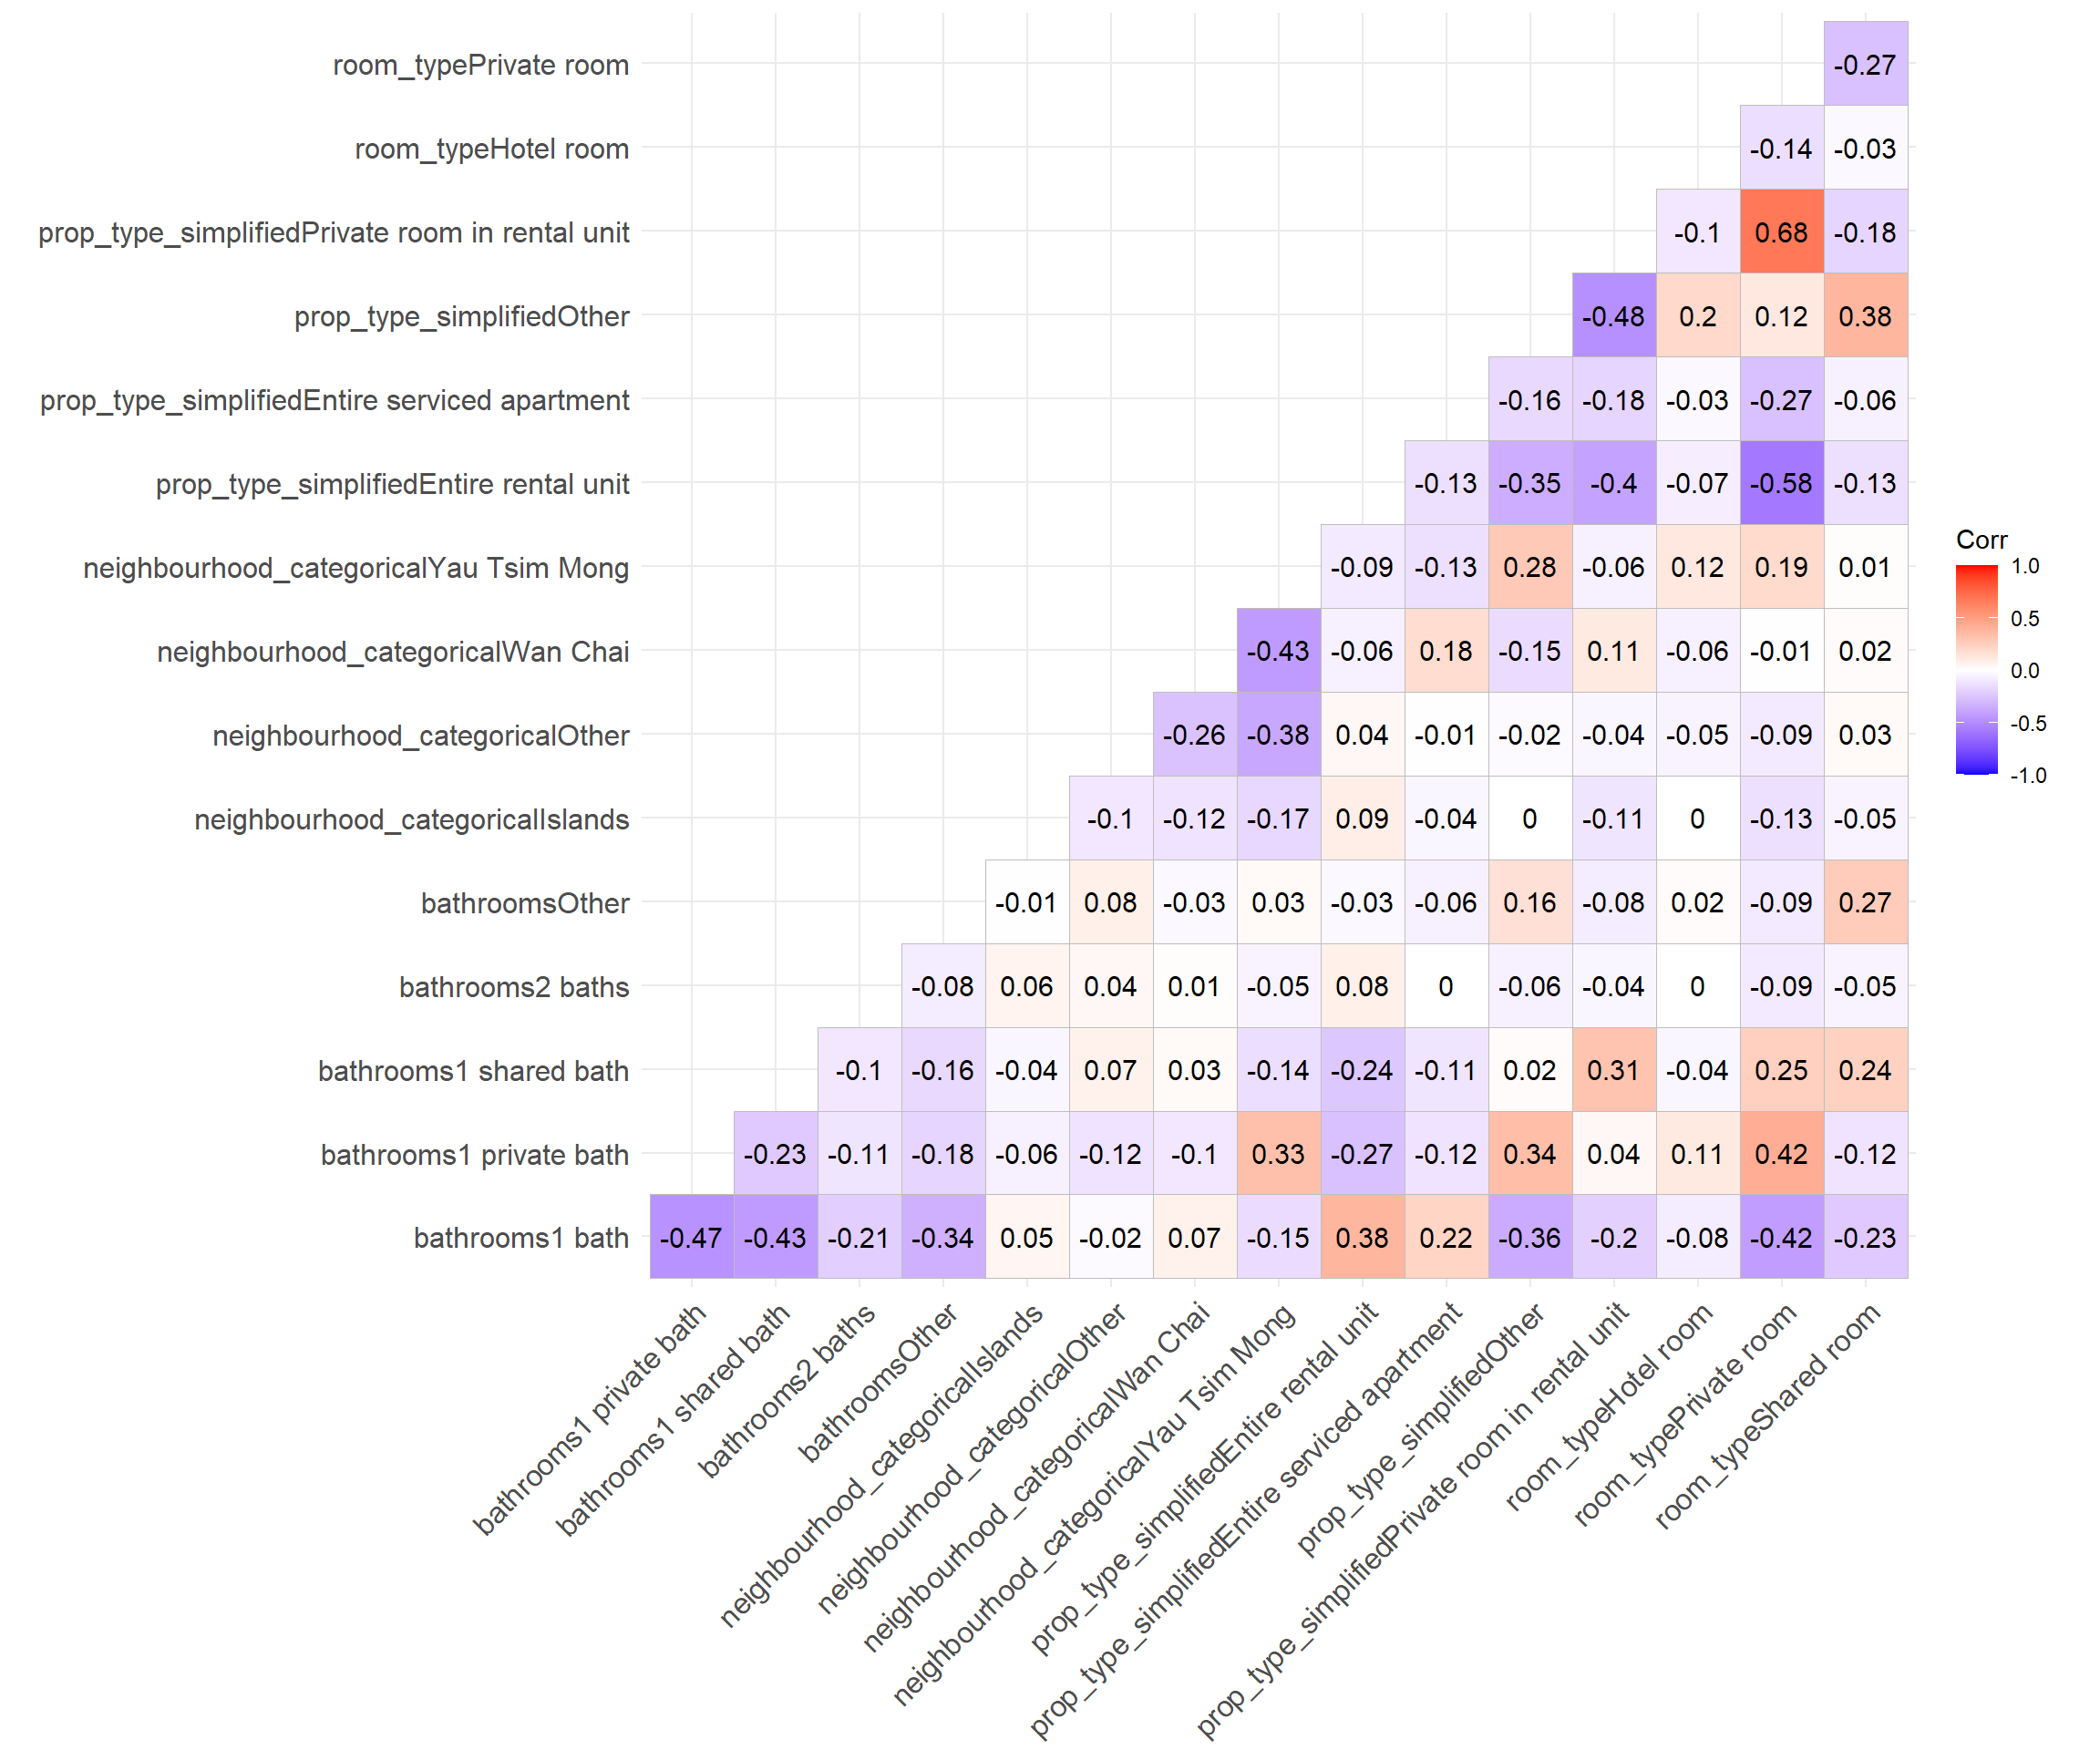 room_typePrivate room -0.27
room_typeHotel room -0.14 -0.03
prop_type_simplifiedPrivate room in rental unit -0.1 0.68 -0.18
prop_type_simplifiedOther -0.48 0.2 0.12 0.38
prop_type_simplifiedEntire serviced apartment -0.16 -0.18 -0.03 -0.27 -0.06
prop_type_simplifiedEntire rental unit -0.13 -0.35 -0.4 -0.07 -0.58 -0.13
neighbourhood_categoricalYau Tsim Mong -0.09 -0.13 0.28 -0.06 0.12 0.19 0.01
neighbourhood_categoricalWan Chai -0.43 -0.06 0.18 -0.15 0.11 -0.06 -0.01 0.02
neighbourhood_categoricalOther -0.26 -0.38 0.04 -0.01 -0.02 -0.04 -0.05 -0.09 0.03
neighbourhood_categoricalIslands -0.1 -0.12 -0.17 0.09 -0.04 0 -0.11 0 -0.13 -0.05
bathroomsOther -0.01 0.08 -0.03 0.03 -0.03 -0.06 0.16 -0.08 0.02 -0.09 0.27
bathrooms2 baths -0.08 0.06 0.04 0.01 -0.05 0.08 0 -0.06 -0.04 0 -0.09 -0.05
bathrooms1 shared bath -0.1 -0.16 -0.04 0.07 0.03 -0.14 -0.24 -0.11 0.02 0.31 -0.04 0.25 0.24
bathrooms1 private bath -0.23 -0.11 -0.18 -0.06 -0.12 -0.1 0.33 -0.27 -0.12 0.34 0.04 0.11 0.42 -0.12
bathrooms1 bath -0.47 -0.43 -0.21 -0.34 0.05 -0.02 0.07 -0.15 0.38 0.22 -0.36 -0.2 -0.08 -0.42 -0.23
bathrooms1 private bath
bathrooms1 shared bath
bathrooms2 baths
bathroomsOther
neighbourhood_categoricalIslands
neighbourhood_categoricalOther
neighbourhood_categoricalWan Chai
neighbourhood_categoricalYau Tsim Mong
prop_type_simplifiedEntire rental unit
prop_type_simplifiedEntire serviced apartment
prop_type_simplifiedOther
prop_type_simplifiedPrivate room in rental unit
room_typeHotel room
room_typePrivate room
room_typeShared room
Corr
1.0
0.5
0.0
-0.5
-1.0